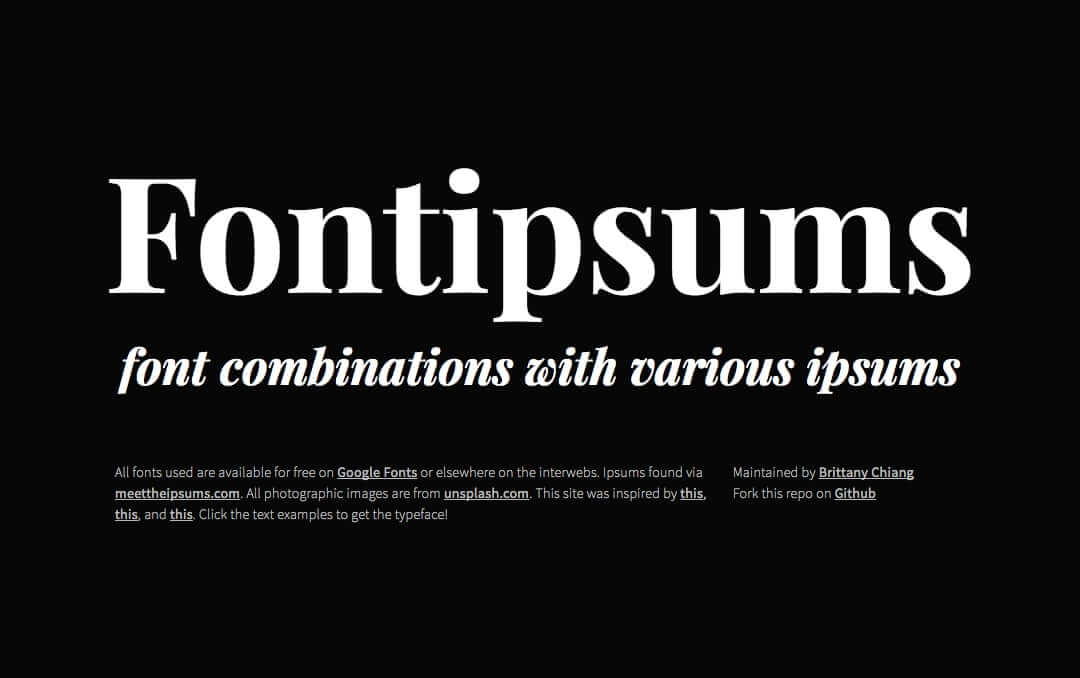 Fontipsums
font combinations with various ipsums
All fonts used are available for free on Google Fonts or elsewhere on the interwebs. Ipsums found via
meettheipsums.com. All photographic images are from unsplash.com. This site was inspired by this,
this, and this. Click the text examples to get the typeface!
Maintained by Brittany Chiang
Fork this repo on Github